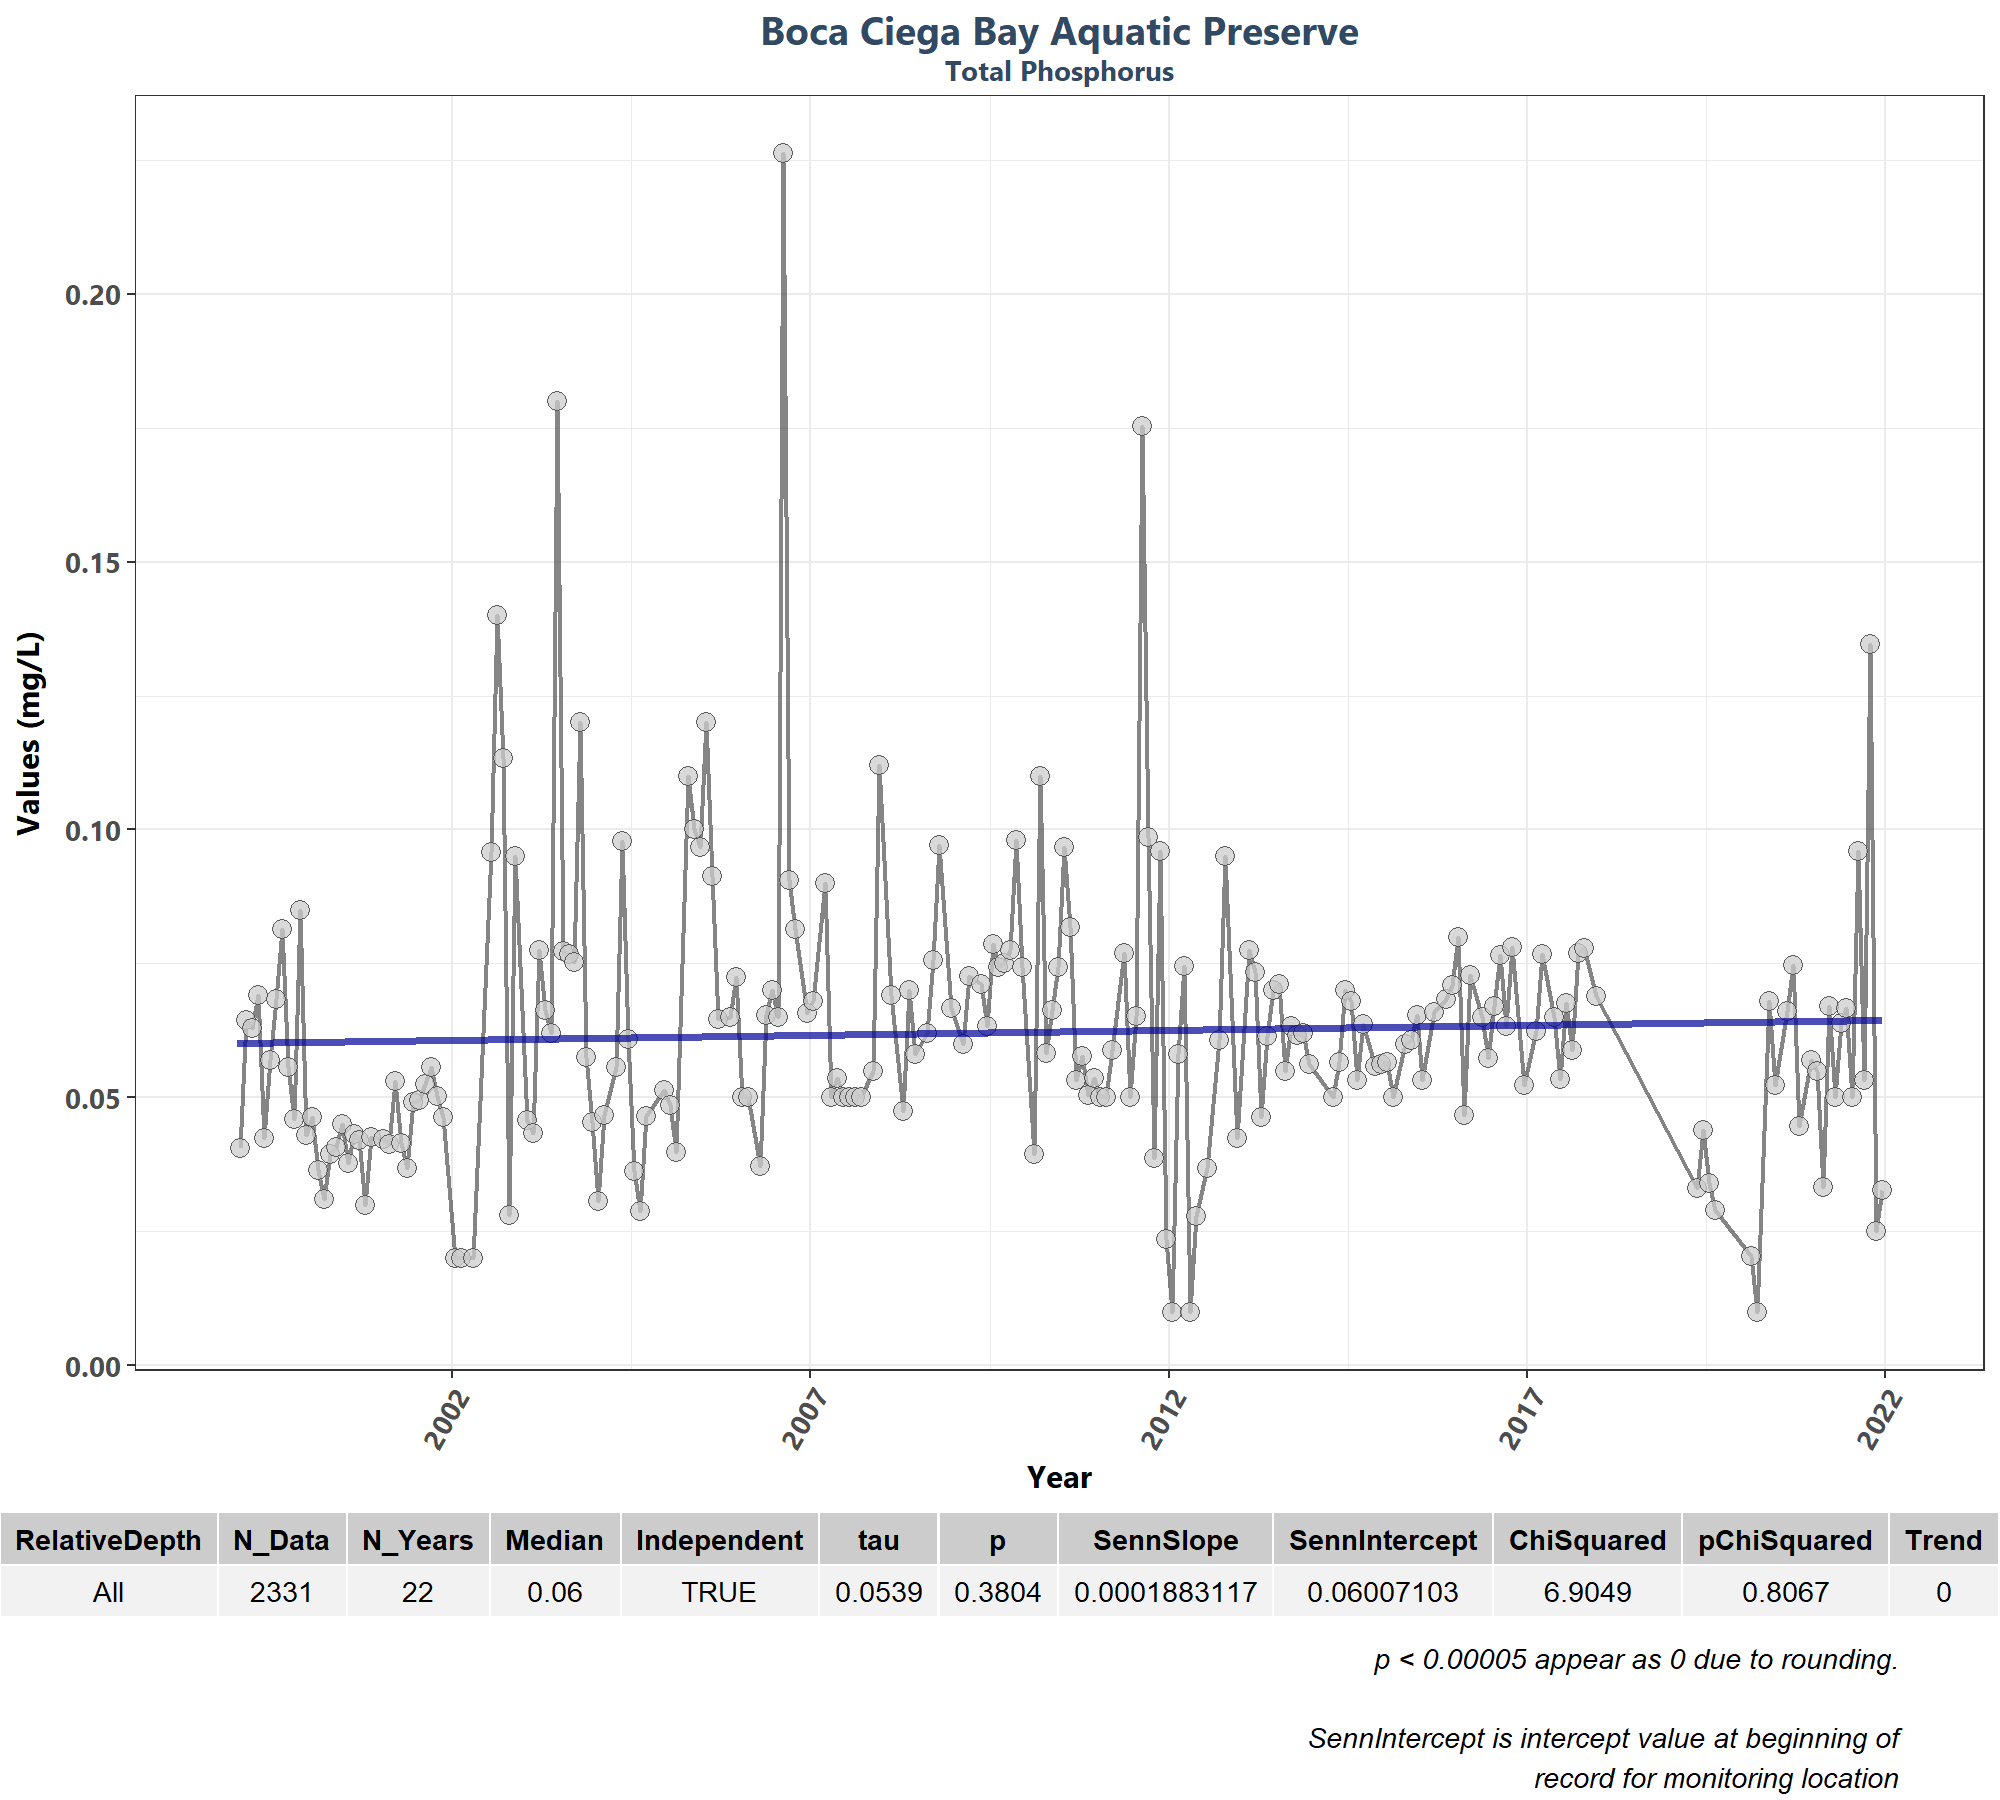 Boca Ciega Bay Aquatic Preserve
Total Phosphorus
Values (mg/L)
0.20
0.15
0.10
0.05
0.00
2002 2007 2012 2017 2022
Year
RelativeDepth N_Data N_Years Median Independent tau p SennSlope SennIntercept ChiSquared pChiSquared Trend
All 2331 22 0.06 TRUE 0.0539 0.3804 0.0001883117 0.06007103 6.9049 0.8067 0
p < 0.00005 appear as 0 due to rounding.
SennIntercept is intercept value at beginning of
record for monitoring location